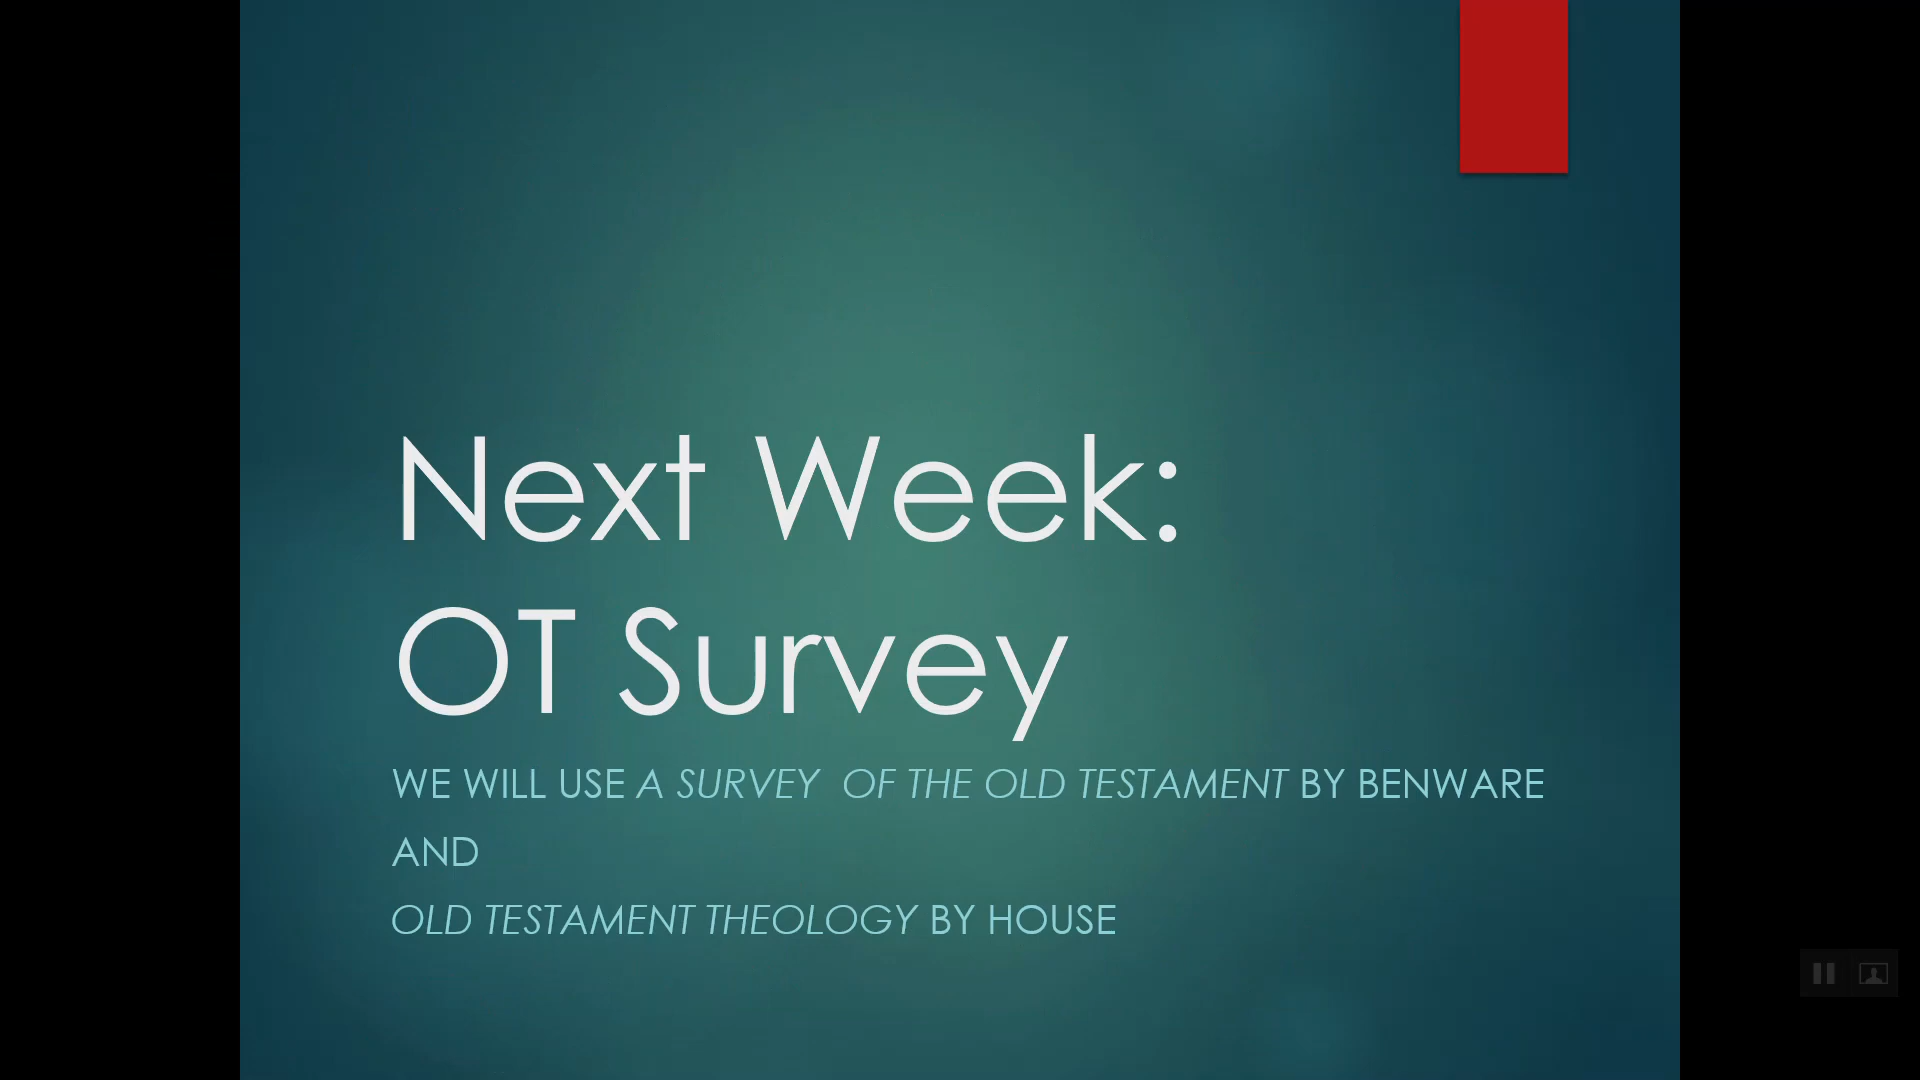 Next Week:
OT Survey
WE WILL USE A SURVEY OF THE OLD TESTAMENT BY BENWARE
AND
OLD TESTAMENT THEOLOGY BY HOUSE